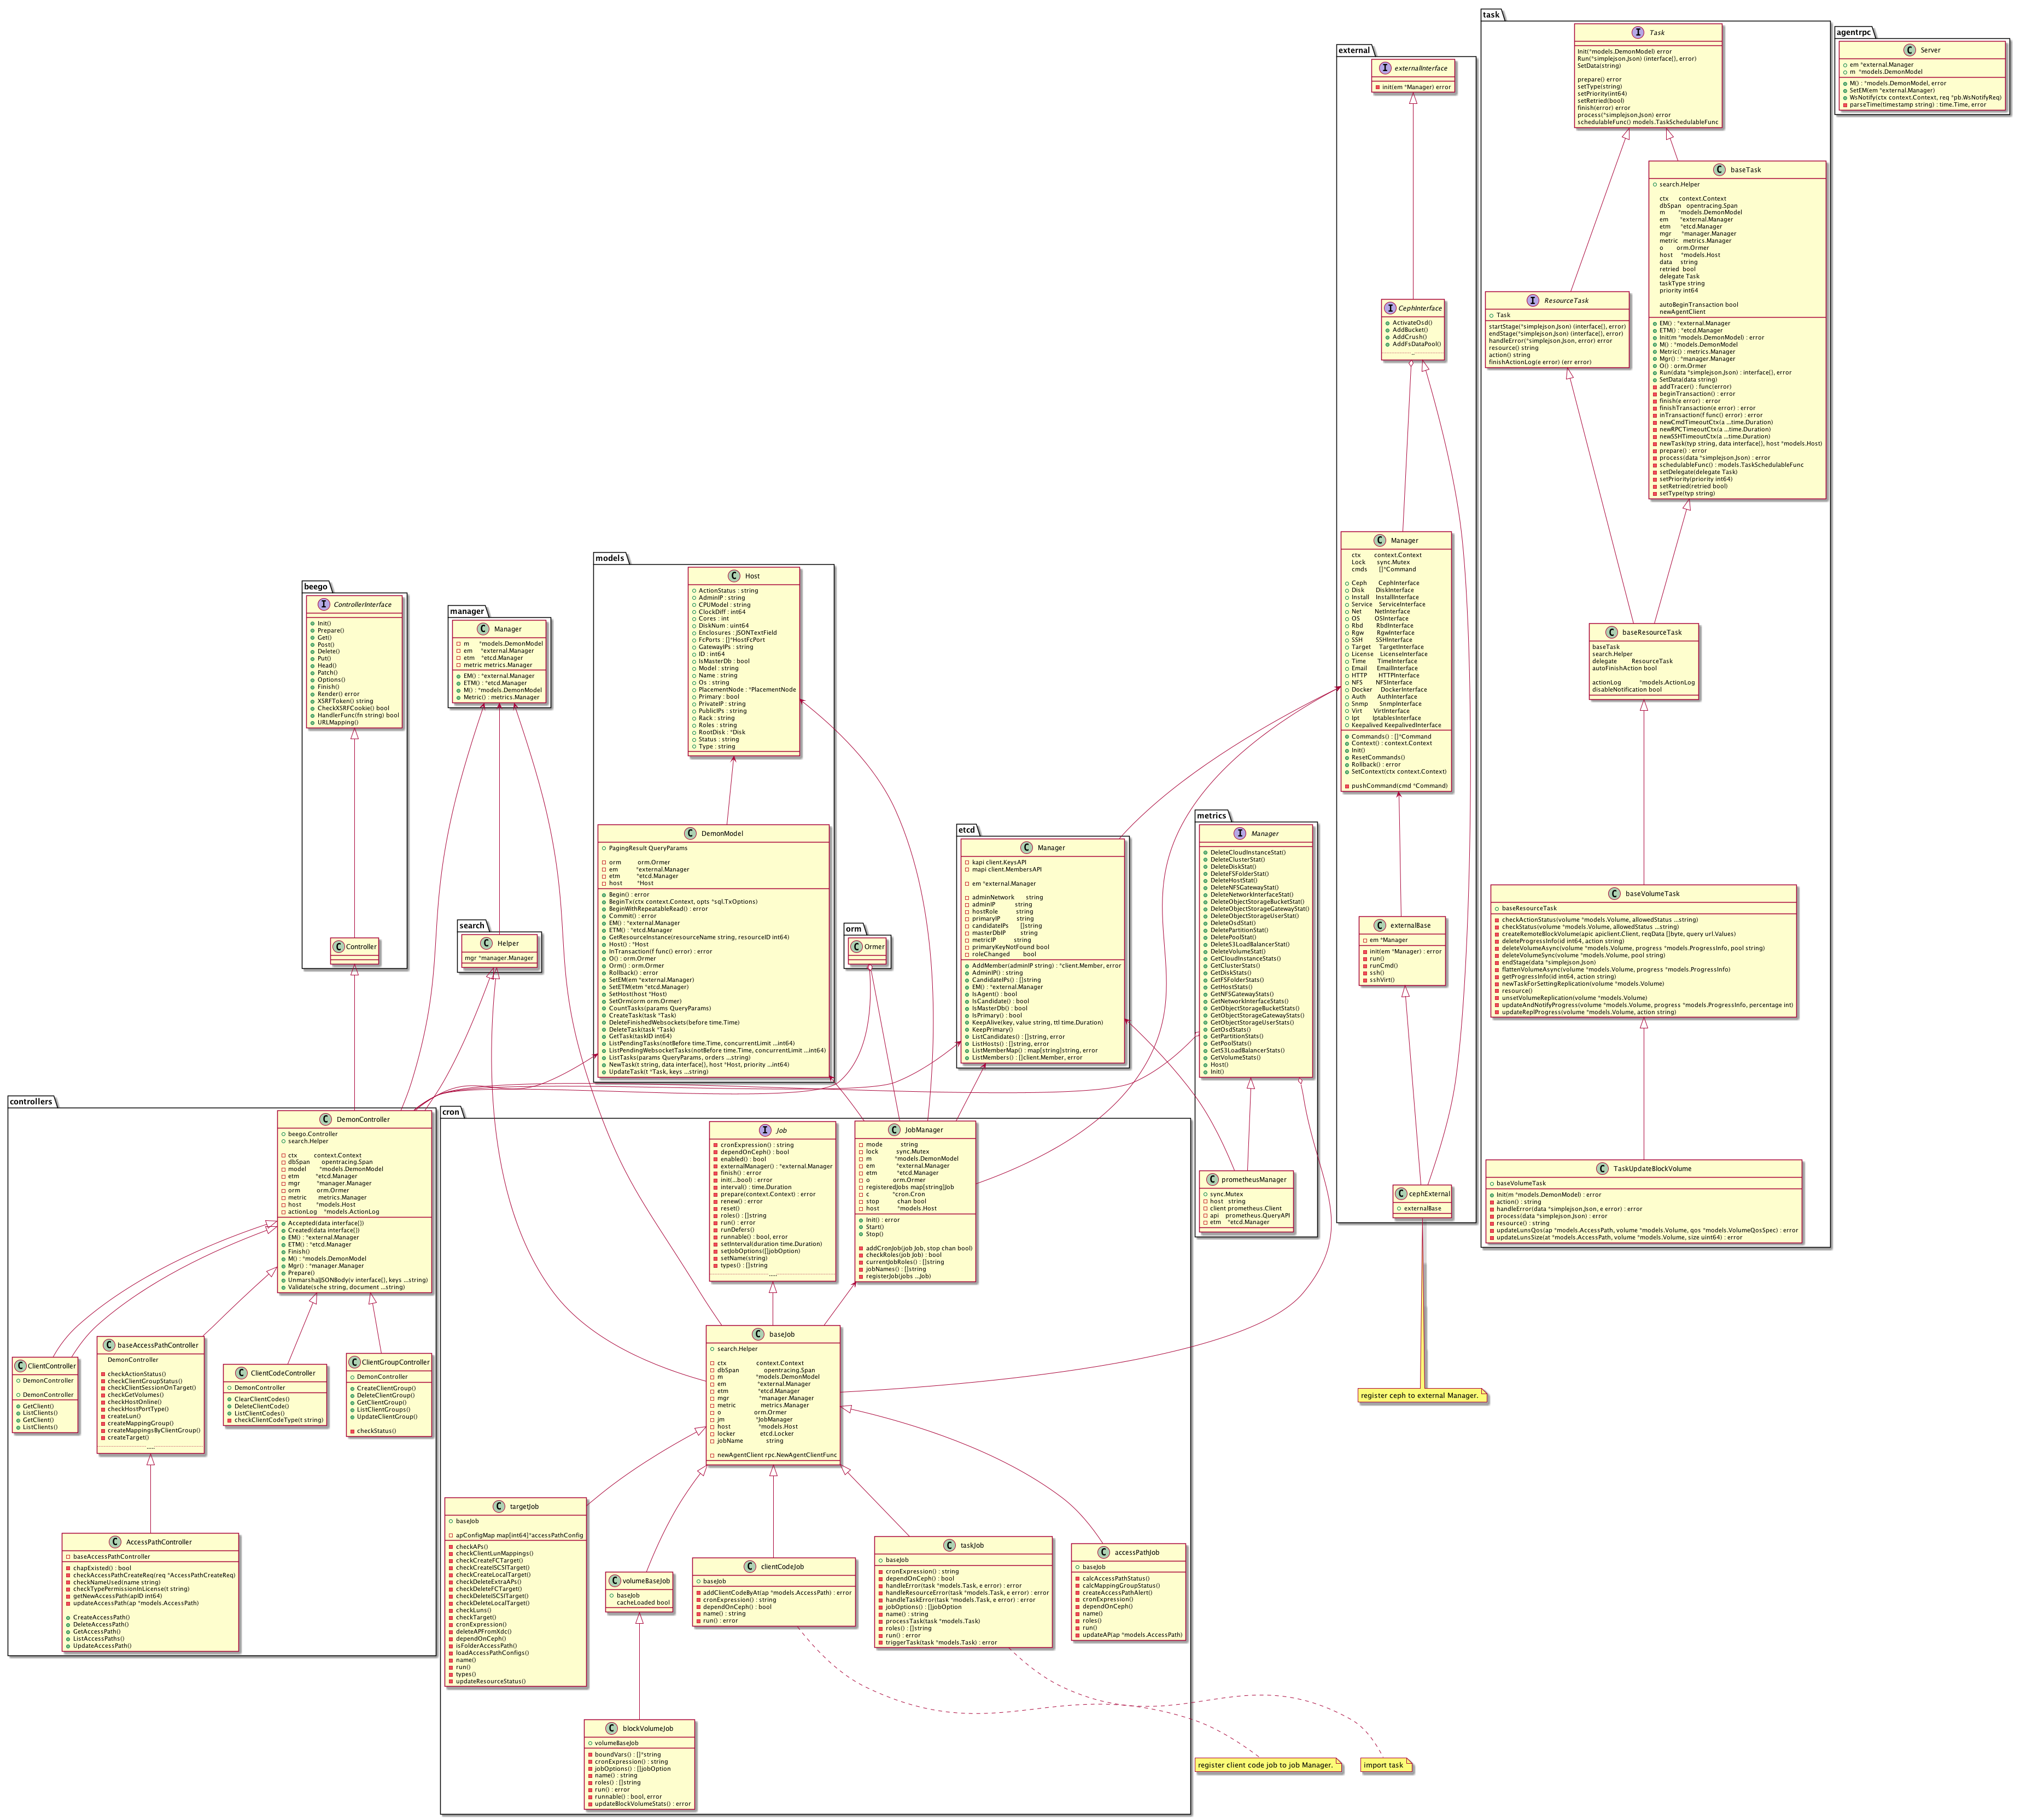 task
Task
Init(*models.DemonModel) error
Run(*simplejson.Json) (interface{}, error)
SetData(string)
prepare() error
setType(string)
setPriority(int64)
setRetried(bool)
finish(error) error
process(*simplejson.Json) error
schedulableFunc() models.TaskSchedulableFunc
agentrpc
Server
em *external.Manager
m *models.DemonModel
M() : *models.DemonModel, error
SetEM(em *external.Manager)
WsNotify(ctx context.Context, req *pb.WsNotifyReq)
parseTime(timestamp string) : time.Time, error
external
externalInterface
init(em *Manager) error
baseTask
search.Helper
ctx context.Context
dbSpan opentracing.Span
m *models.DemonModel
em *external.Manager
etm *etcd.Manager
mgr *manager.Manager
metric metrics.Manager
o orm.Ormer
host *models.Host
data string
retried bool
delegate Task
taskType string
priority int64
autoBeginTransaction bool
newAgentClient
EM() : *external.Manager
ETM() : *etcd.Manager
Init(m *models.DemonModel) : error
M() : *models.DemonModel
Metric() : metrics.Manager
Mgr() : *manager.Manager
O() : orm.Ormer
Run(data *simplejson.Json) : interface{}, error
SetData(data string)
addTracer() : func(error)
beginTransaction() : error
finish(e error) : error
finishTransaction(e error) : error
inTransaction(f func() error) : error
newCmdTimeoutCtx(a ...time.Duration)
newRPCTimeoutCtx(a ...time.Duration)
newSSHTimeoutCtx(a ...time.Duration)
newTask(typ string, data interface{}, host *models.Host)
prepare() : error
process(data *simplejson.Json) : error
schedulableFunc() : models.TaskSchedulableFunc
setDelegate(delegate Task)
setPriority(priority int64)
setRetried(retried bool)
setType(typ string)
ResourceTask
Task
startStage(*simplejson.Json) (interface{}, error)
endStage(*simplejson.Json) (interface{}, error)
handleError(*simplejson.Json, error) error
resource() string
action() string
finishActionLog(e error) (err error)
CephInterface
ActivateOsd()
AddBucket()
AddCrush()
AddFsDataPool()
..
Manager
ctx context.Context
Lock sync.Mutex
cmds []*Command
Ceph CephInterface
Disk DiskInterface
Install InstallInterface
Service ServiceInterface
Net NetInterface
OS OSInterface
Rbd RbdInterface
Rgw RgwInterface
SSH SSHInterface
Target TargetInterface
License LicenseInterface
Time TimeInterface
Email EmailInterface
HTTP HTTPInterface
NFS NFSInterface
Docker DockerInterface
Auth AuthInterface
Snmp SnmpInterface
Virt VirtInterface
Ipt IptablesInterface
Keepalived KeepalivedInterface
Commands() : []*Command
Context() : context.Context
Init()
ResetCommands()
Rollback() : error
SetContext(ctx context.Context)
pushCommand(cmd *Command)
models
Host
ActionStatus : string
AdminIP : string
CPUModel : string
ClockDiff : int64
Cores : int
DiskNum : uint64
Enclosures : JSONTextField
FcPorts : []*HostFcPort
GatewayIPs : string
ID : int64
IsMasterDb : bool
Model : string
Name : string
Os : string
PlacementNode : *PlacementNode
Primary : bool
PrivateIP : string
PublicIPs : string
Rack : string
Roles : string
RootDisk : *Disk
Status : string
Type : string
beego
ControllerInterface
Init()
Prepare()
Get()
Post()
Delete()
Put()
Head()
Patch()
Options()
Finish()
Render() error
XSRFToken() string
CheckXSRFCookie() bool
HandlerFunc(fn string) bool
URLMapping()
manager
Manager
m *models.DemonModel
em *external.Manager
etm *etcd.Manager
metric metrics.Manager
EM() : *external.Manager
ETM() : *etcd.Manager
M() : *models.DemonModel
Metric() : metrics.Manager
baseResourceTask
baseTask
search.Helper
delegate ResourceTask
autoFinishAction bool
actionLog *models.ActionLog
disableNotification bool
DemonModel
PagingResult QueryParams
orm orm.Ormer
em *external.Manager
etm *etcd.Manager
host *Host
Begin() : error
BeginTx(ctx context.Context, opts *sql.TxOptions)
BeginWithRepeatableRead() : error
Commit() : error
EM() : *external.Manager
ETM() : *etcd.Manager
GetResourceInstance(resourceName string, resourceID int64)
Host() : *Host
InTransaction(f func() error) : error
O() : orm.Ormer
Orm() : orm.Ormer
Rollback() : error
SetEM(em *external.Manager)
SetETM(etm *etcd.Manager)
SetHost(host *Host)
SetOrm(orm orm.Ormer)
CountTasks(params QueryParams)
CreateTask(task *Task)
DeleteFinishedWebsockets(before time.Time)
DeleteTask(task *Task)
GetTask(taskID int64)
ListPendingTasks(notBefore time.Time, concurrentLimit ...int64)
ListPendingWebsocketTasks(notBefore time.Time, concurrentLimit ...int64)
ListTasks(params QueryParams, orders ...string)
NewTask(t string, data interface{}, host *Host, priority ...int64)
UpdateTask(t *Task, keys ...string)
etcd
Manager
kapi client.KeysAPI
mapi client.MembersAPI
em *external.Manager
adminNetwork string
adminIP string
hostRole string
primaryIP string
candidateIPs []string
masterDbIP string
metricIP string
primaryKeyNotFound bool
roleChanged bool
AddMember(adminIP string) : *client.Member, error
AdminIP() : string
CandidateIPs() : []string
EM() : *external.Manager
IsAgent() : bool
IsCandidate() : bool
IsMasterDb() : bool
IsPrimary() : bool
KeepAlive(key, value string, ttl time.Duration)
KeepPrimary()
ListCandidates() : []string, error
ListHosts() : []string, error
ListMemberMap() : map[string]string, error
ListMembers() : []client.Member, error
metrics
Manager
DeleteCloudInstanceStat()
DeleteClusterStat()
DeleteDiskStat()
DeleteFSFolderStat()
DeleteHostStat()
DeleteNFSGatewayStat()
DeleteNetworkInterfaceStat()
DeleteObjectStorageBucketStat()
DeleteObjectStorageGatewayStat()
DeleteObjectStorageUserStat()
DeleteOsdStat()
DeletePartitionStat()
DeletePoolStat()
DeleteS3LoadBalancerStat()
DeleteVolumeStat()
GetCloudInstanceStats()
GetClusterStats()
GetDiskStats()
GetFSFolderStats()
GetHostStats()
GetNFSGatewayStats()
GetNetworkInterfaceStats()
GetObjectStorageBucketStats()
GetObjectStorageGatewayStats()
GetObjectStorageUserStats()
GetOsdStats()
GetPartitionStats()
GetPoolStats()
GetS3LoadBalancerStats()
GetVolumeStats()
Host()
Init()
Controller
search
Helper
mgr *manager.Manager
orm
Ormer
externalBase
em *Manager
init(em *Manager) : error
run()
runCmd()
ssh()
sshVirt()
baseVolumeTask
baseResourceTask
checkActionStatus(volume *models.Volume, allowedStatus ...string)
checkStatus(volume *models.Volume, allowedStatus ...string)
createRemoteBlockVolume(apic apiclient.Client, reqData []byte, query url.Values)
deleteProgressInfo(id int64, action string)
deleteVolumeAsync(volume *models.Volume, progress *models.ProgressInfo, pool string)
deleteVolumeSync(volume *models.Volume, pool string)
endStage(data *simplejson.Json)
flattenVolumeAsync(volume *models.Volume, progress *models.ProgressInfo)
getProgressInfo(id int64, action string)
newTaskForSettingReplication(volume *models.Volume)
resource()
unsetVolumeReplication(volume *models.Volume)
updateAndNotifyProgress(volume *models.Volume, progress *models.ProgressInfo, percentage int)
updateReplProgress(volume *models.Volume, action string)
TaskUpdateBlockVolume
baseVolumeTask
Init(m *models.DemonModel) : error
action() : string
handleError(data *simplejson.Json, e error) : error
process(data *simplejson.Json) : error
resource() : string
updateLunsQos(ap *models.AccessPath, volume *models.Volume, qos *models.VolumeQosSpec) : error
updateLunsSize(at *models.AccessPath, volume *models.Volume, size uint64) : error
prometheusManager
sync.Mutex
host string
client prometheus.Client
api prometheus.QueryAPI
etm *etcd.Manager
cephExternal
externalBase
controllers
DemonController
beego.Controller
search.Helper
ctx context.Context
dbSpan opentracing.Span
model *models.DemonModel
etm *etcd.Manager
mgr *manager.Manager
orm orm.Ormer
metric metrics.Manager
host *models.Host
actionLog *models.ActionLog
Accepted(data interface{})
Created(data interface{})
EM() : *external.Manager
ETM() : *etcd.Manager
Finish()
M() : *models.DemonModel
Mgr() : *manager.Manager
Prepare()
UnmarshalJSONBody(v interface{}, keys ...string)
Validate(sche string, document ...string)
cron
Job
cronExpression() : string
dependOnCeph() : bool
enabled() : bool
externalManager() : *external.Manager
finish() : error
init(...bool) : error
interval() : time.Duration
prepare(context.Context) : error
renew() : error
reset()
roles() : []string
run() : error
runDefers()
runnable() : bool, error
setInterval(duration time.Duration)
setJobOptions([]jobOption)
setName(string)
types() : []string
....
JobManager
mode string
lock sync.Mutex
m *models.DemonModel
em *external.Manager
etm *etcd.Manager
o orm.Ormer
registeredJobs map[string]Job
c *cron.Cron
stop chan bool
host *models.Host
Init() : error
Start()
Stop()
addCronJob(job Job, stop chan bool)
checkRoles(job Job) : bool
currentJobRoles() : []string
jobNames() : []string
registerJob(jobs ...Job)
ClientController
DemonController
DemonController
GetClient()
ListClients()
GetClient()
ListClients()
baseAccessPathController
DemonController
checkActionStatus()
checkClientGroupStatus()
checkClientSessionOnTarget()
checkGetVolumes()
checkHostOnline()
checkHostPortType()
createLun()
createMappingGroup()
createMappingsByClientGroup()
createTarget()
....
ClientCodeController
DemonController
ClearClientCodes()
DeleteClientCode()
ListClientCodes()
checkClientCodeType(t string)
ClientGroupController
DemonController
CreateClientGroup()
DeleteClientGroup()
GetClientGroup()
ListClientGroups()
UpdateClientGroup()
checkStatus()
baseJob
search.Helper
ctx context.Context
dbSpan opentracing.Span
m *models.DemonModel
em *external.Manager
etm *etcd.Manager
mgr *manager.Manager
metric metrics.Manager
o orm.Ormer
jm *JobManager
host *models.Host
locker etcd.Locker
jobName string
newAgentClient rpc.NewAgentClientFunc
register ceph to external Manager.
AccessPathController
baseAccessPathController
chapExisted() : bool
checkAccessPathCreateReq(req *AccessPathCreateReq)
checkNameUsed(name string)
checkTypePermissionInLicense(t string)
getNewAccessPath(apID int64)
updateAccessPath(ap *models.AccessPath)
CreateAccessPath()
DeleteAccessPath()
GetAccessPath()
ListAccessPaths()
UpdateAccessPath()
targetJob
baseJob
apConfigMap map[int64]*accessPathConfig
checkAPs()
checkClientLunMappings()
checkCreateFCTarget()
checkCreateISCSITarget()
checkCreateLocalTarget()
checkDeleteExtraAPs()
checkDeleteFCTarget()
checkDeleteISCSITarget()
checkDeleteLocalTarget()
checkLuns()
checkTarget()
cronExpression()
deleteAPFromXdc()
dependOnCeph()
isFolderAccessPath()
loadAccessPathConfigs()
name()
run()
types()
updateResourceStatus()
volumeBaseJob
baseJob
cacheLoaded bool
clientCodeJob
baseJob
addClientCodeByAt(ap *models.AccessPath) : error
cronExpression() : string
dependOnCeph() : bool
name() : string
run() : error
taskJob
baseJob
cronExpression() : string
dependOnCeph() : bool
handleError(task *models.Task, e error) : error
handleResourceError(task *models.Task, e error) : error
handleTaskError(task *models.Task, e error) : error
jobOptions() : []jobOption
name() : string
processTask(task *models.Task)
roles() : []string
run() : error
triggerTask(task *models.Task) : error
accessPathJob
baseJob
calcAccessPathStatus()
calcMappingGroupStatus()
createAccessPathAlert()
cronExpression()
dependOnCeph()
name()
roles()
run()
updateAP(ap *models.AccessPath)
blockVolumeJob
volumeBaseJob
boundVars() : []*string
cronExpression() : string
jobOptions() : []jobOption
name() : string
roles() : []string
run() : error
runnable() : bool, error
updateBlockVolumeStats() : error
register client code job to job Manager.
import task